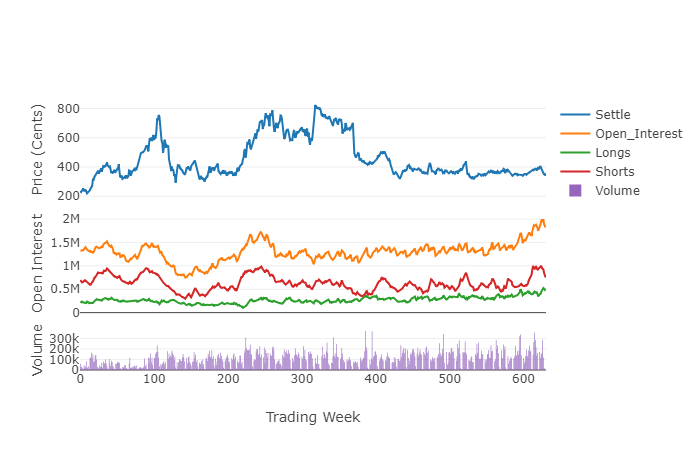 Price (Cents)
800
600
400
200
Open Interest
2M
1.5M
1M
0.5M
0
Volume
300k
200k
100k
0
0 100 200 300 400 500 600
Trading Week
Settle
Open_Interest
Longs
Shorts
Volume